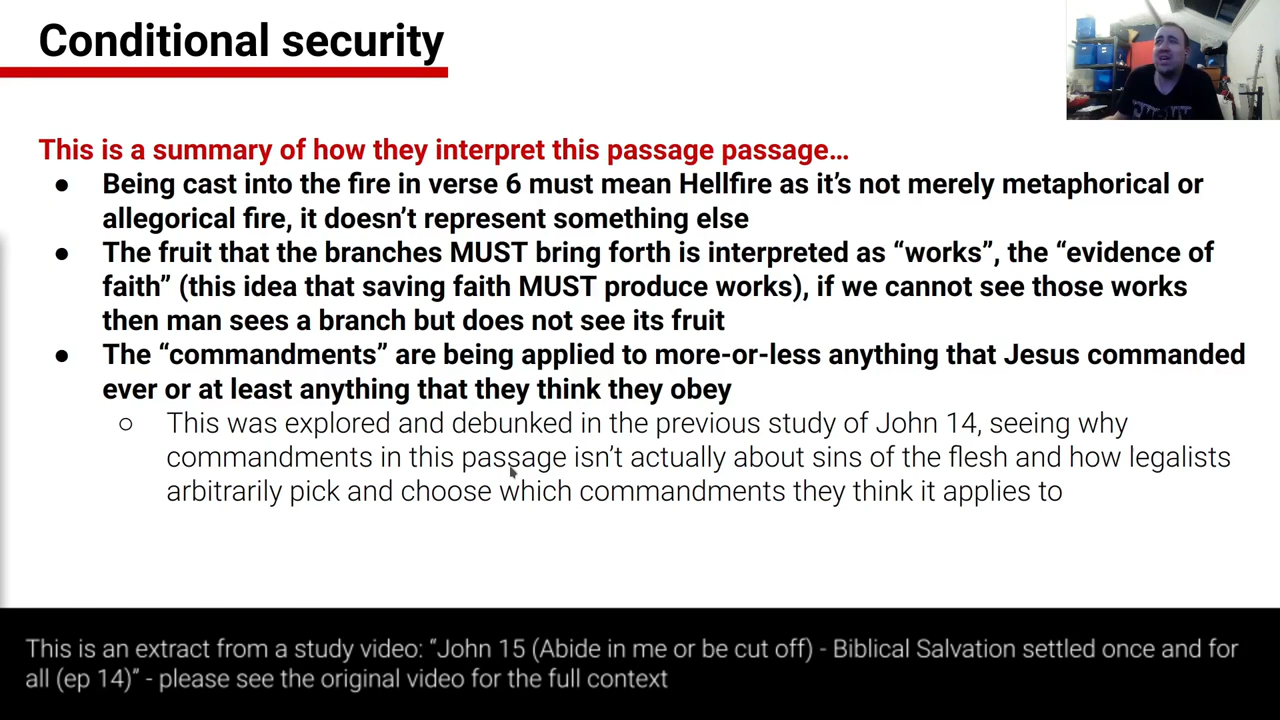 Conditional security
This is a summary of how they interpret this passage passage…
● Being cast into the fire in verse 6 must mean Hellfire as it’s not merely metaphorical or
allegorical fire, it doesn’t represent something else
● The fruit that the branches MUST bring forth is interpreted as “works”, the “evidence of
faith” (this idea that saving faith MUST produce works), if we cannot see those works
then man sees a branch but does not see its fruit
● The “commandments” are being applied to more-or-less anything that Jesus commanded
ever or at least anything that they think they obey
○ This was explored and debunked in the previous study of John 14, seeing why
commandments in this passage isn’t actually about sins of the flesh and how legalists
arbitrarily pick and choose which commandments they think it applies to
This is an extract from a study video: “John 15 (Abide in me or be cut off) - Biblical Salvation settled once and for
all (ep 14)” - please see the original video for the full context